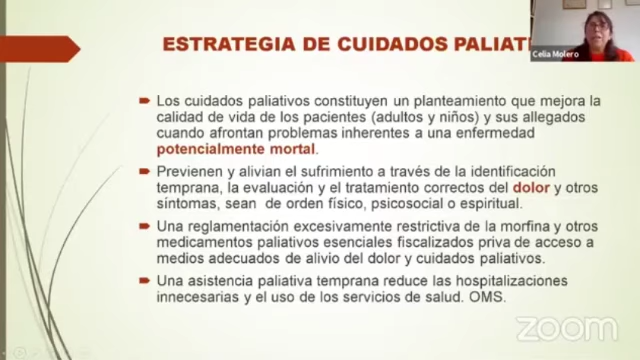 ESTRATEGIA DE CUIDADOS
Celia Molero
Los cuidados paliativos constituyen un planteamiento que mejora la
calidad de vida de los pacientes (adultos y niños) y sus allegados
cuando afrontan problemas inherentes a una enfermedad
potencialmente mortal.
Previenen y alivian el sufrimiento a través de la identificación
temprana, la evaluación y el tratamiento correctos del dolor y otros
síntomas, sean de orden físico, psicosocial o espiritual.
Una reglamentación excesivamente restrictiva de la morfina y otros
medicamentos paliativos esenciales fiscalizados priva de acceso a
medios adecuados de alivio del dolor y cuidados paliativos.
Una asistencia paliativa temprana reduce las hospitalizaciones
innecesarias y el uso de los servicios de salud. OMS.
zoom